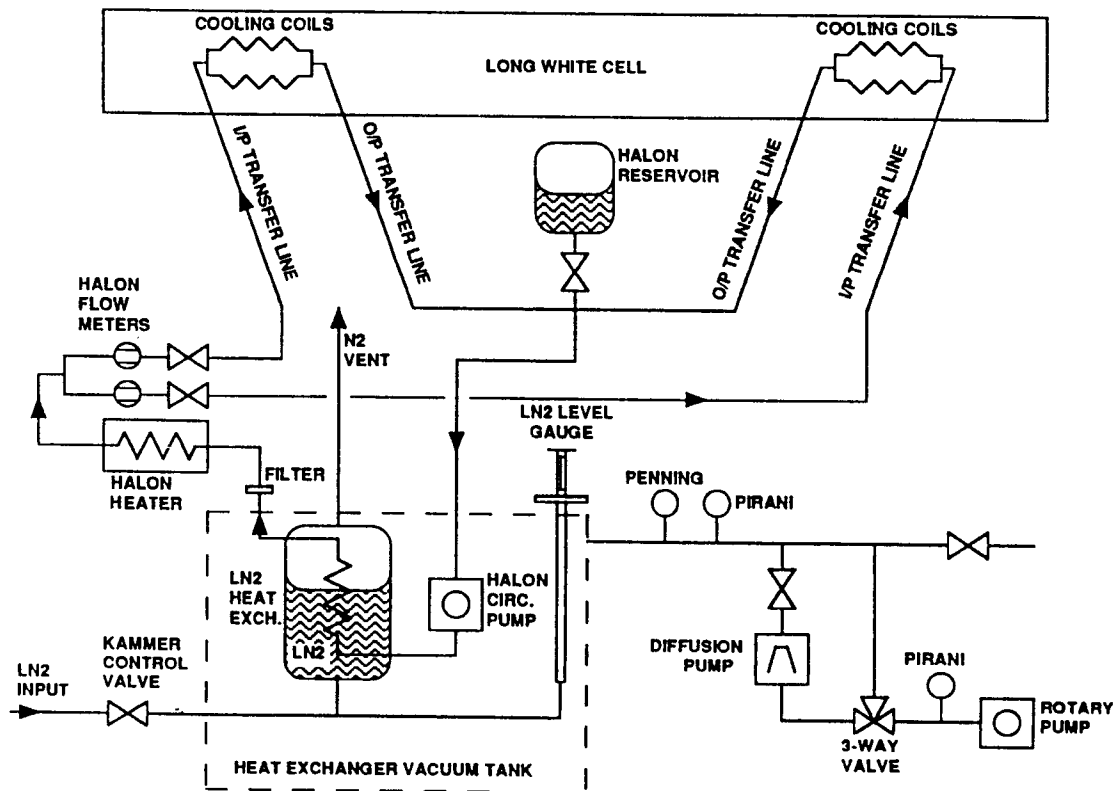 COOLING COILS
COOLING COILS
LONG WHITE CELL
I/P TRANSFER LINE
O/P TRANSFER LINE
HALON
RESERVOIR
O/P TRANSFER LINE
I/P TRANSFER LINE
HALON
FLOW
METERS
N2
VENT
LN2 LEVEL
GAUGE
HALON
HEATER
FILTER
PENNING
PIRANI
LN2
HEAT
EXCH.
LN2
HALON
CIRC.
PUMP
KAMMER
CONTROL
VALVE
LN2
INPUT
DIFFUSION
PUMP
PIRANI
ROTARY
PUMP
3-WAY
VALVE
HEAT EXCHANGER VACUUM TANK